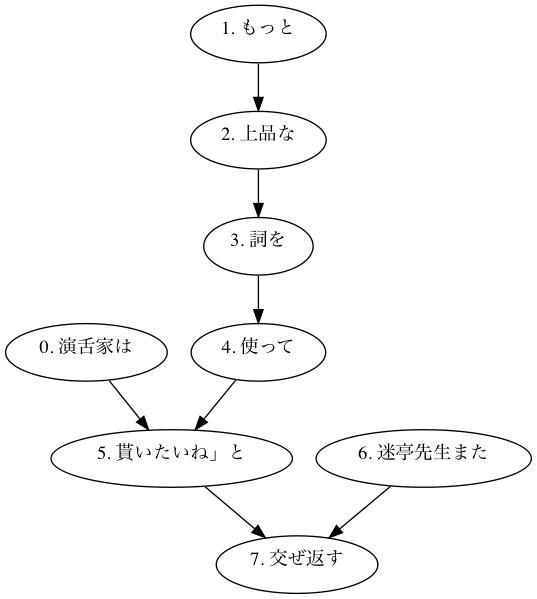 1. もっと
2. 上品な
3. 詞を
0. 演舌家は
4. 使って
5. 貰いたいね」と
6. 迷亭先生また
7. 交ぜ返す